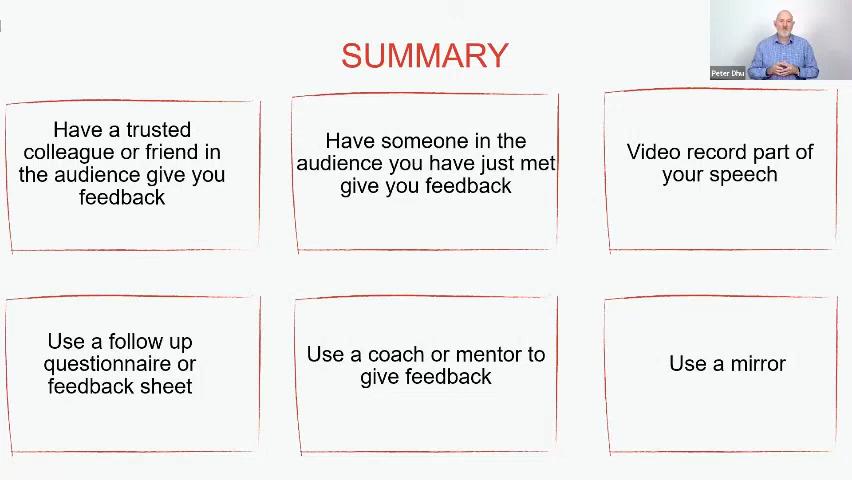 SUMMARY
Peter Dhu
Have a trusted
colleague or friend in
the audience give you
feedback
Have someone in the
audience you have just met
give you feedback
Video record part of
your speech
Use a follow up
questionnaire or
feedback sheet
Use a coach or mentor to
give feedback
Use a mirror